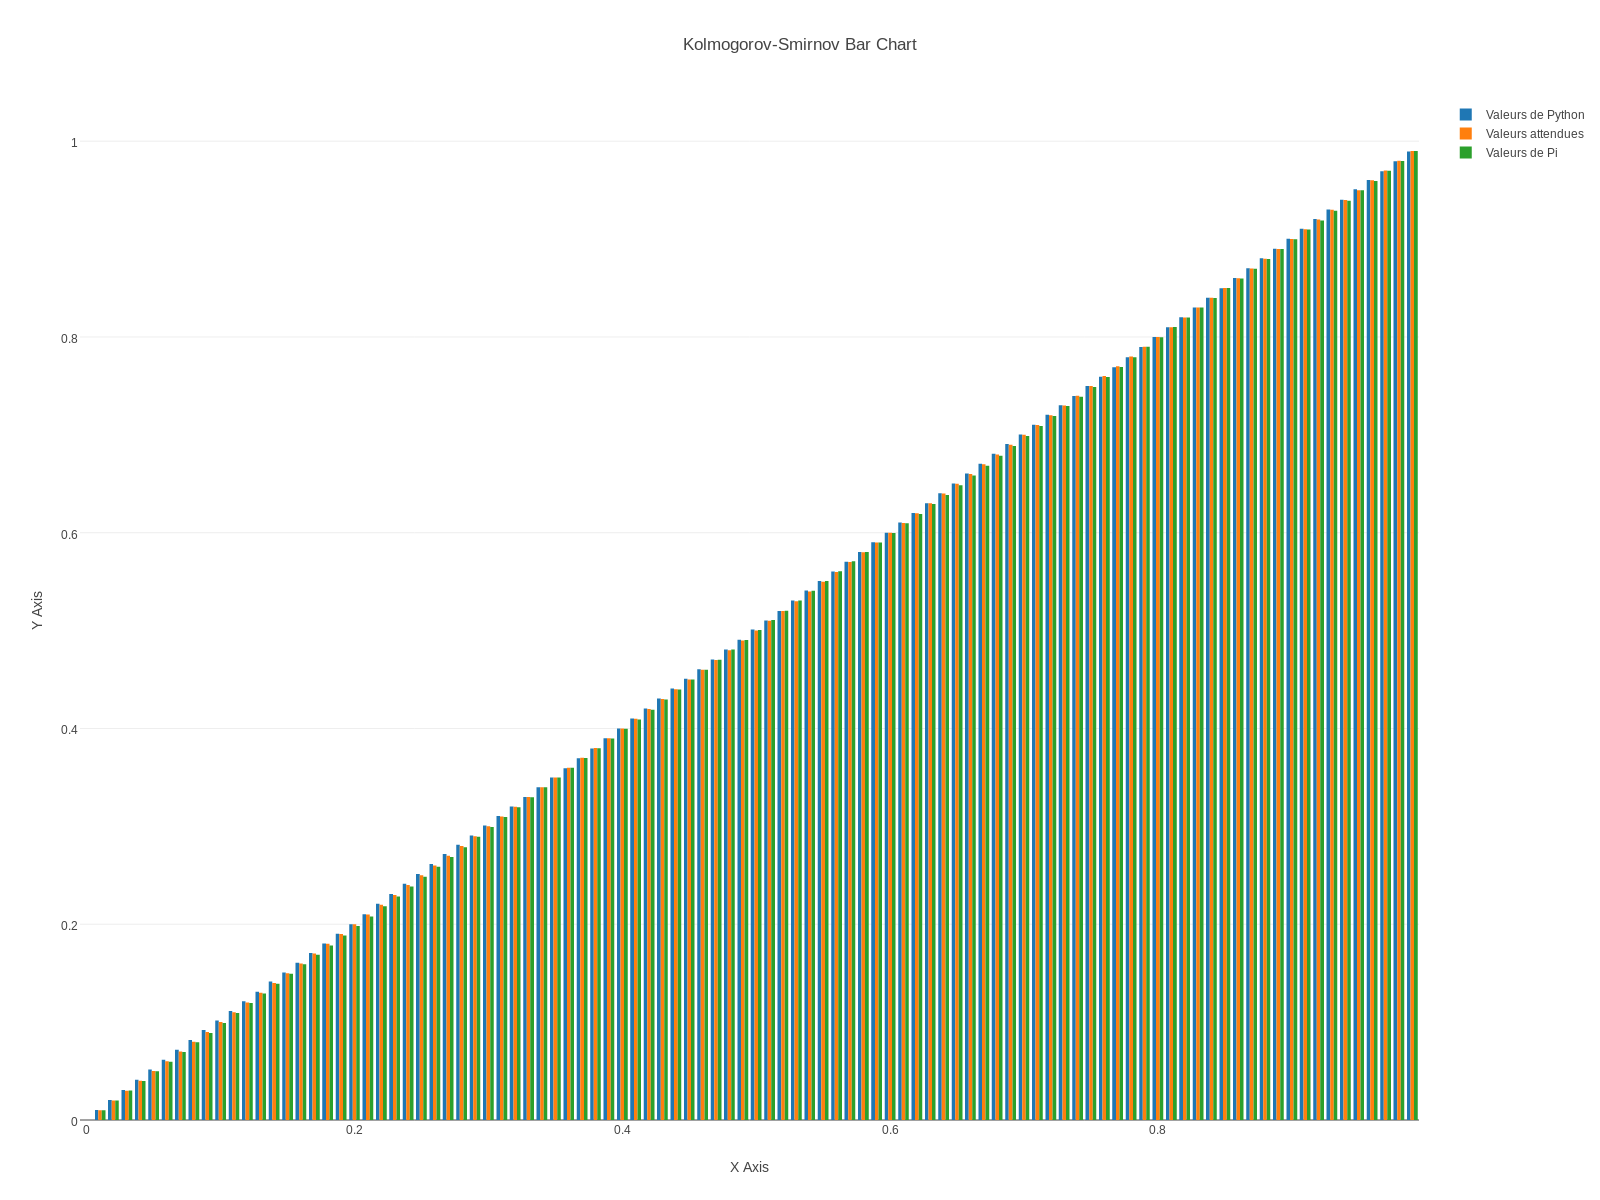 Kolmogorov-Smirnov Bar Chart
Valeurs de Python
Valeurs attendues
Valeurs de Pi
1
0.8
0.6
0.4
0.2
0
Y Axis
0 0.2 0.4 0.6 0.8
X Axis